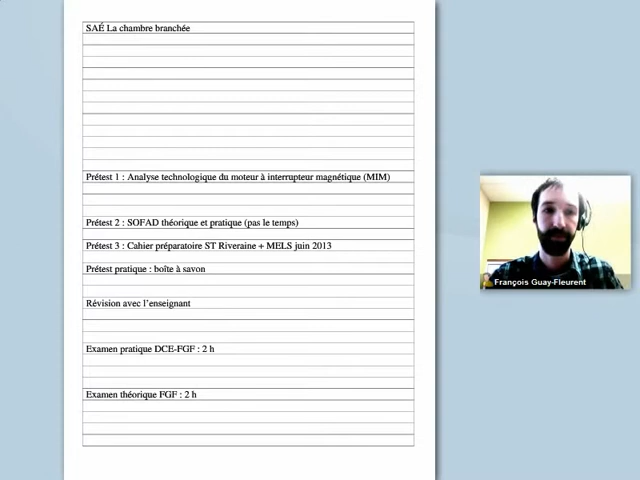 SAÉ La chambre branchée
Prétest 1 : Analyse technologique du moteur à interrupteur magnétique (MIM)
Prétest 2 : SOFAD théorique et pratique (pas le temps)
Prétest 3 : Cahier préparatoire ST Riveraine + MELS juin 2013
Prétest pratique : boîte à savon
Révision avec l'enseignant
Examen pratique DCE-FGF : 2 h
Examen théorique FGF : 2 h
François Guay-Fleurent